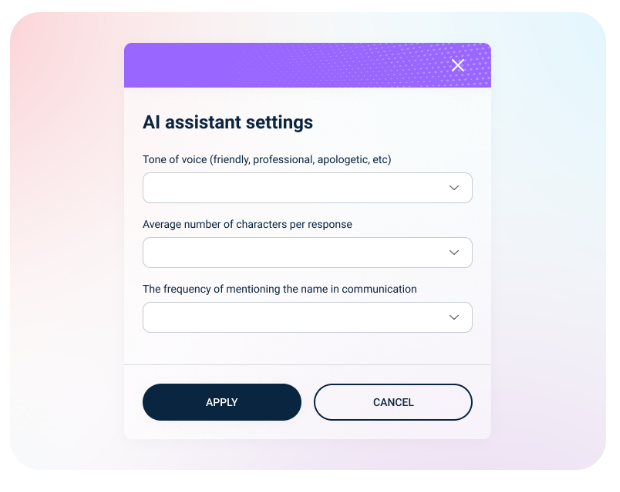 AI assistant settings
Tone of voice (friendly, professional, apologetic, etc)
Average number of characters per response
The frequency of mentioning the name in communication
APPLY
CANCEL